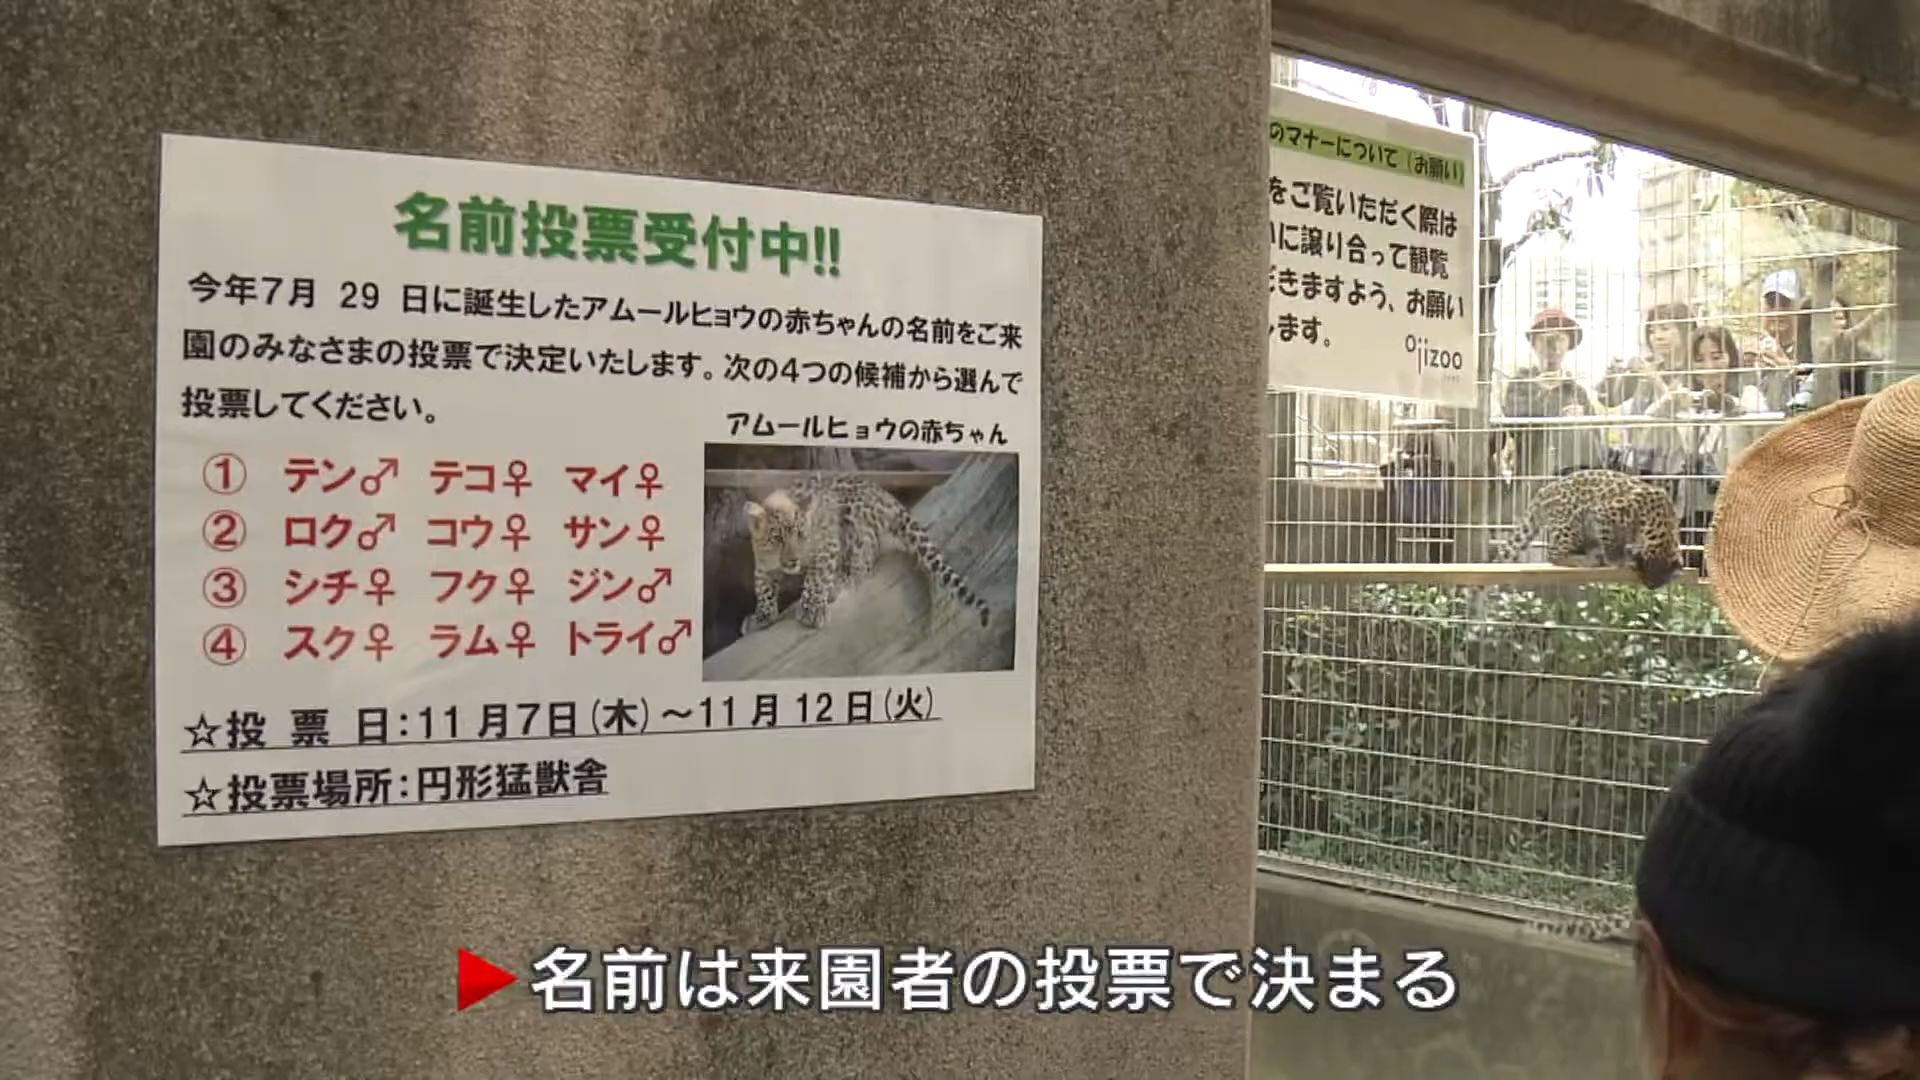 名前投票受付中!!
今年7月 29 日に誕生したアムールヒョウの赤ちゃんの名前をご来
園のみなさまの投票で決定いたします。次の4つの候補から選んで
投票してください。
アムールヒョウの赤ちゃん
① テン♂ テコ♀ マイ♀
② ロク♂ コウ♀ サン♀
③ シチ♀ フク♀ ジン♂
④ スク♀ ラム♀ トライ♂
☆投 票 日:11月7日(木)~11月12日(火)
☆投票場所:円形猛獣舎
のマナーについて(お願い)
をご覧いただく際は
に譲り合って観覧
きますよう、お願い
します。
ojizoo
名前は来園者の投票で決まる